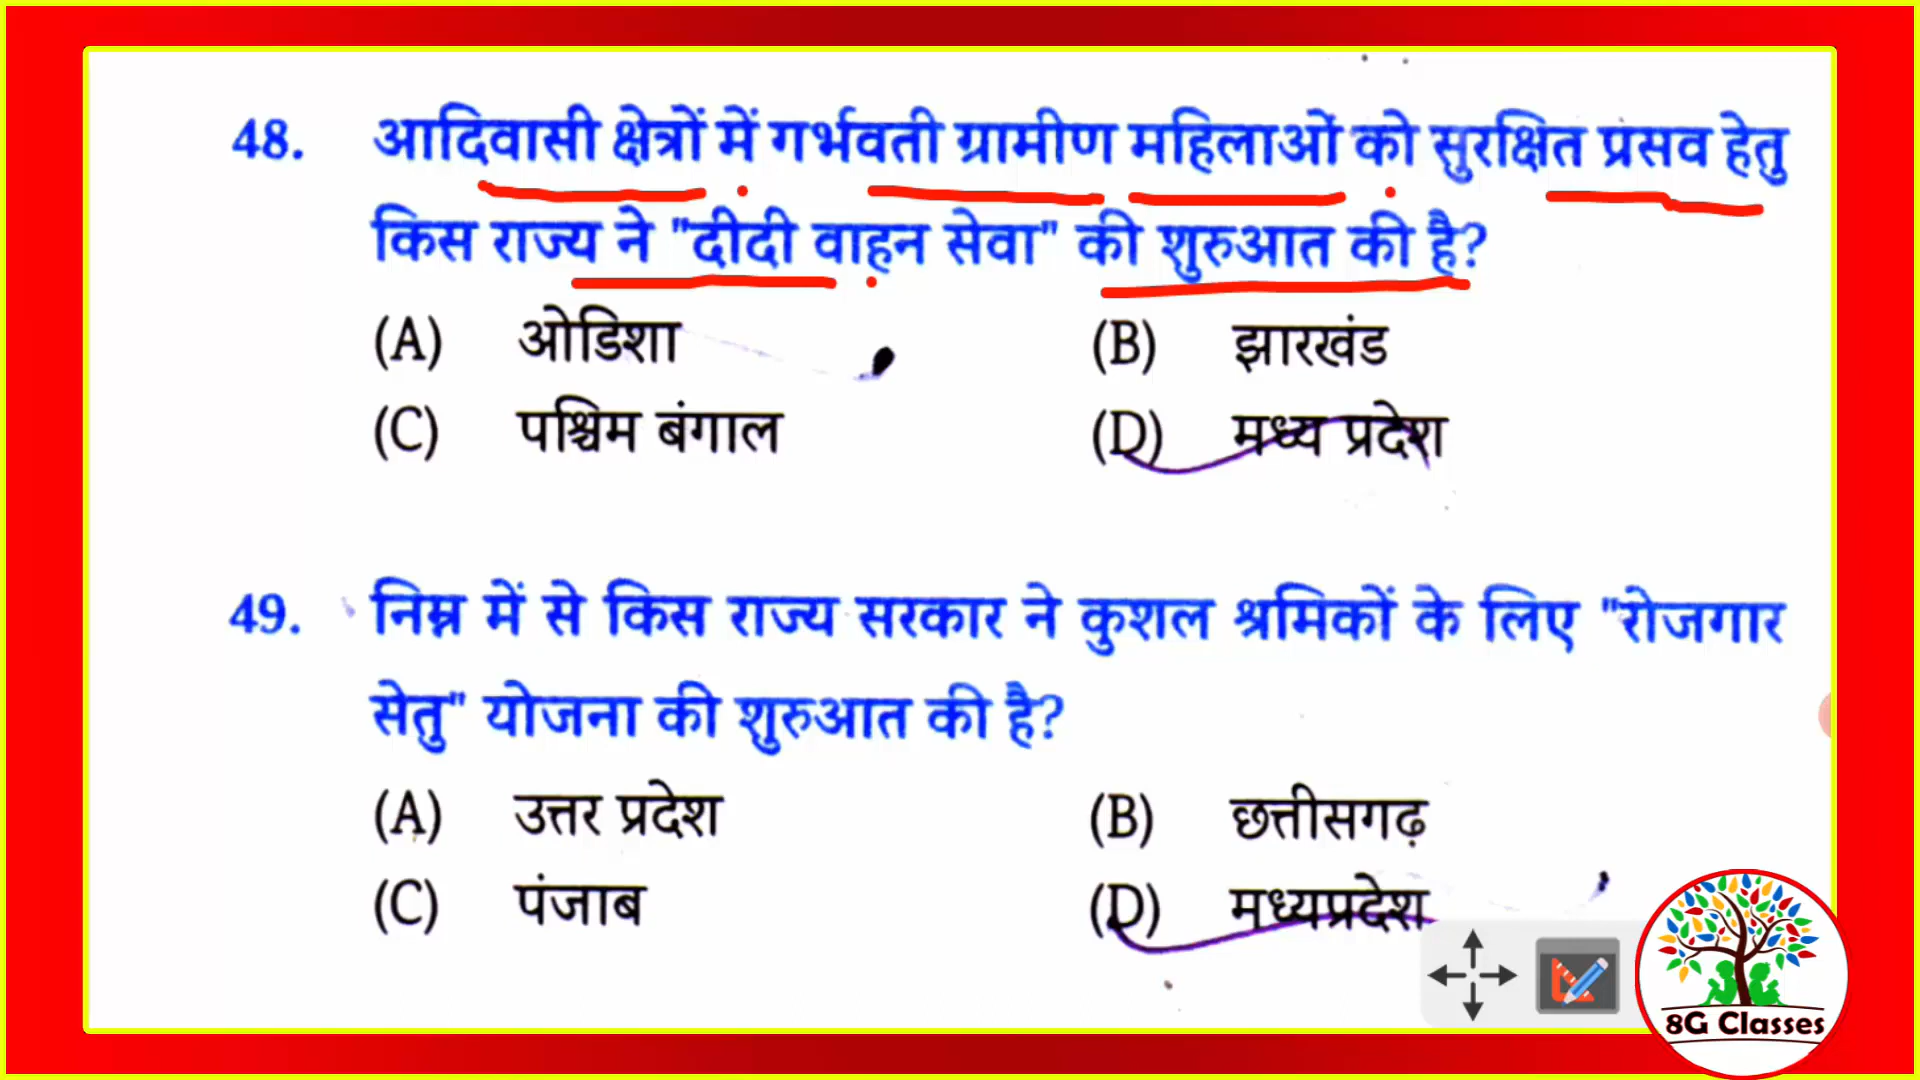 48. आदिवासी क्षेत्रों में गर्भवती ग्रामीण महिलाओं को सुरक्षित प्रसव हेतु
किस राज्य ने "दीदी वाहन सेवा" की शुरुआत की है?
(A) ओडिशा (B) झारखंड
(C) पश्चिम बंगाल (D) मध्य प्रदेश
49. निम्न में से किस राज्य सरकार ने कुशल श्रमिकों के लिए "रोजगार
सेतु" योजना की शुरुआत की है?
(A) उत्तर प्रदेश (B) छत्तीसगढ़
(C) पंजाब (D) मध्यप्रदेश
8G Classes